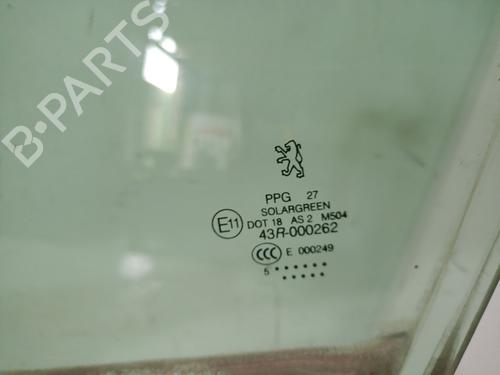 B-PARTS
PPG 27
SOLARGREEN
E11 DOT 18 AS 2 M504
43R-000262
CCC E 000249
5